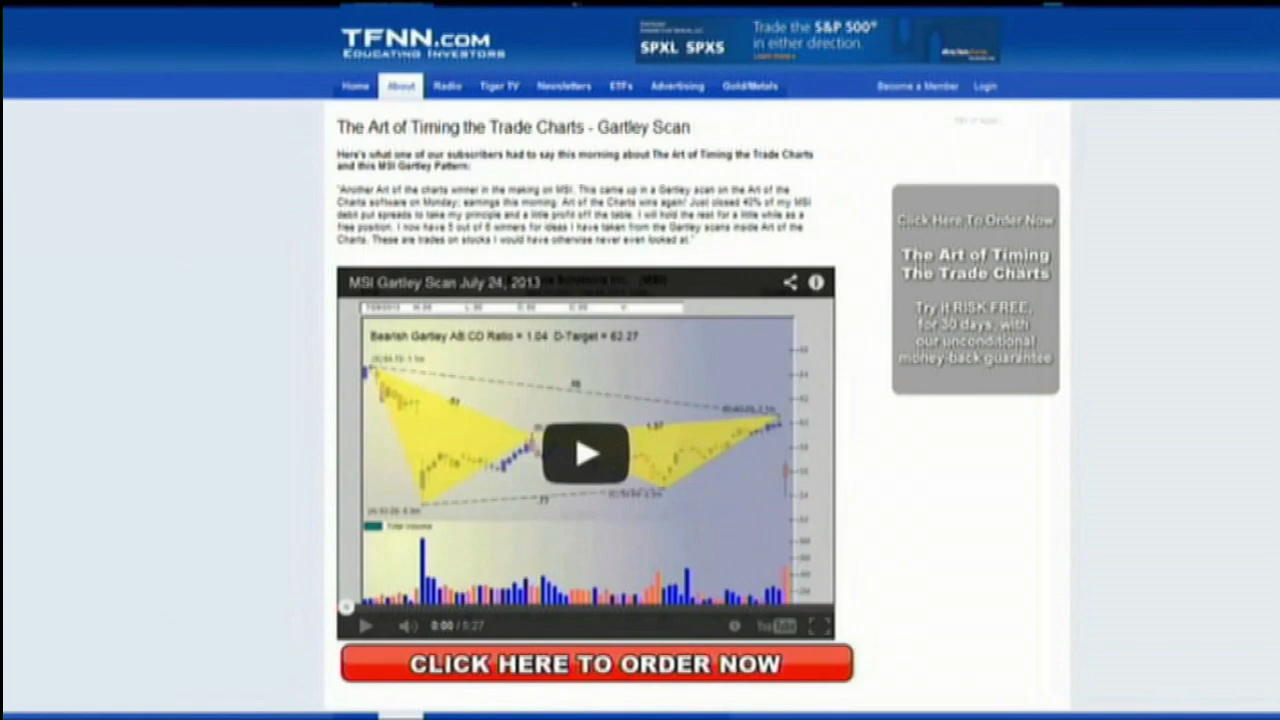 TFNN.COM
EDUCATING INVESTORS
SPXL SPXS
Trade the S&P 500®
in either direction.
Home About Radio Tiger TV Newsletters ETFs Advertising Gold/Metals Become a Member Login
The Art of Timing the Trade Charts - Gartley Scan
Here's what one of our subscribers had to say this morning about The Art of Timing the Trade Charts
and this MSI Gartley Pattern:
"Another Art of the charts winner in the making on MSI. This came up in a Gartley scan on the Art of the
Charts software on Monday; earnings this morning. Art of the Charts wins again! Just closed 40% of my MSI
debit put spreads to take my principle and a little profit off the table. I will hold the rest for a little while as a
free position. I now have 5 out of 6 winners for ideas I have taken from the Gartley scans inside Art of the
Charts. These are trades on stocks I would have otherwise never even looked at."
Click Here To Order Now
The Art of Timing
The Trade Charts
Try it RISK FREE,
for 30 days, with
our unconditional
money-back guarantee
MSI Gartley Scan July 24, 2013
Bearish Gartley AB:CD Ratio = 1.04 D-Target = 62.27
1.37
.77
Total Volume
0:00 / 5:27
YouTube
CLICK HERE TO ORDER NOW